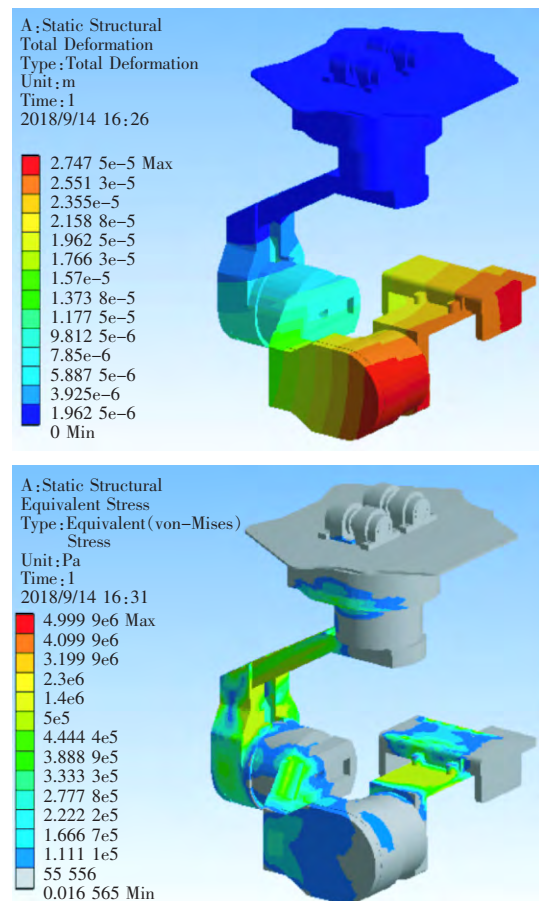 A:Static Structural
Total Deformation
Type:Total Deformation
Unit:m
Time:1
2018/9/14 16:26
2.747 5e-5 Max
2.551 3e-5
2.355e-5
2.158 8e-5
1.962 5e-5
1.766 3e-5
1.57e-5
1.373 8e-5
1.177 5e-5
9.812 5e-6
7.85e-6
5.887 5e-6
3.925e-6
1.962 5e-6
0 Min
A:Static Structural
Equivalent Stress
Type:Equivalent(von-Mises)
Stress
Unit:Pa
Time:1
2018/9/14 16:31
4.999 9e6 Max
4.099 9e6
3.199 9e6
2.3e6
1.4e6
5e5
4.444 4e5
3.888 9e5
3.333 3e5
2.777 8e5
2.222 2e5
1.666 7e5
1.111 1e5
55 556
0.016 565 Min